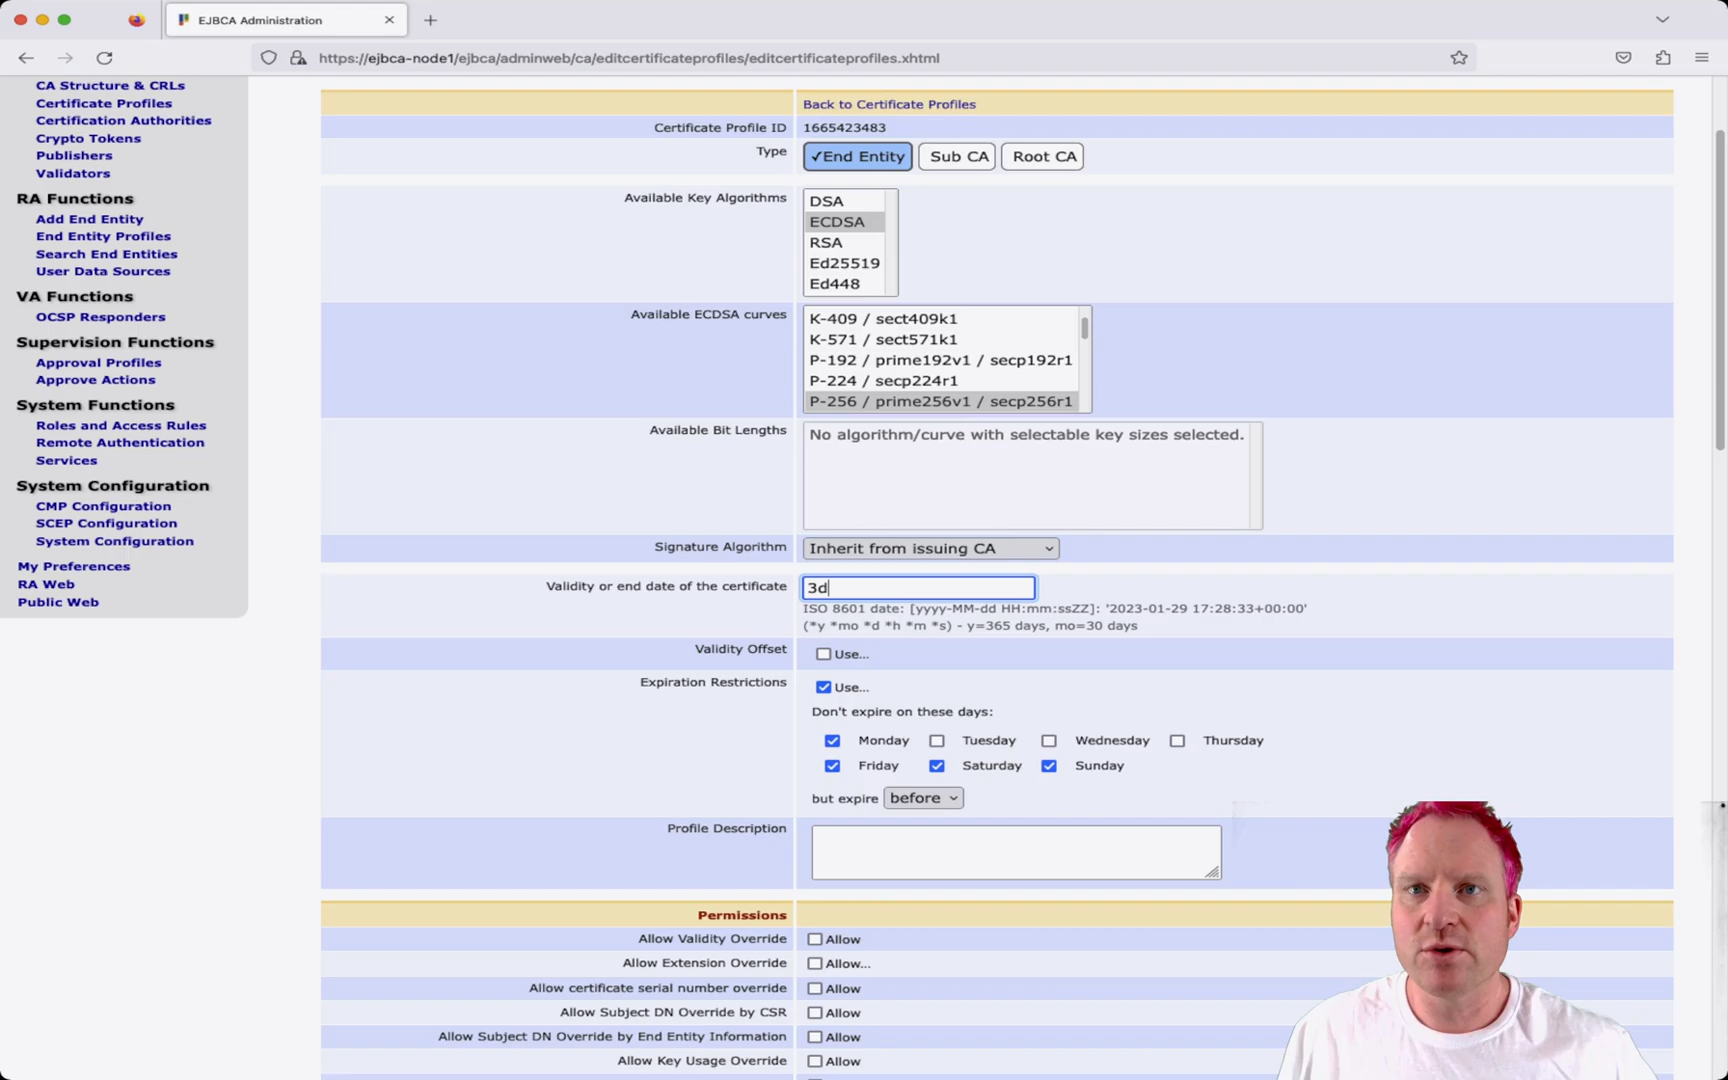 EJBCA Administration
https://ejbca-node1/ejbca/adminweb/ca/editcertificateprofiles/editcertificateprofiles.xhtml
CA Structure & CRLs
Certificate Profiles
Certification Authorities
Crypto Tokens
Publishers
Validators
RA Functions
Add End Entity
End Entity Profiles
Search End Entities
User Data Sources
VA Functions
OCSP Responders
Supervision Functions
Approval Profiles
Approve Actions
System Functions
Roles and Access Rules
Remote Authentication
Services
System Configuration
CMP Configuration
SCEP Configuration
System Configuration
My Preferences
RA Web
Public Web
Back to Certificate Profiles
Certificate Profile ID 1665423483
Type ✓End Entity Sub CA Root CA
Available Key Algorithms
DSA
ECDSA
RSA
Ed25519
Ed448
Available ECDSA curves
K-409 / sect409k1
K-571 / sect571k1
P-192 / prime192v1 / secp192r1
P-224 / secp224r1
P-256 / prime256v1 / secp256r1
Available Bit Lengths
No algorithm/curve with selectable key sizes selected.
Signature Algorithm Inherit from issuing CA
Validity or end date of the certificate 3d
ISO 8601 date: [yyyy-MM-dd HH:mm:ssZZ]: '2023-01-29 17:28:33+00:00'
(*y *mo *d *h *m *s) - y=365 days, mo=30 days
Validity Offset Use...
Expiration Restrictions Use...
Don't expire on these days:
Monday Tuesday Wednesday Thursday
Friday Saturday Sunday
but expire before
Profile Description
Permissions
Allow Validity Override Allow
Allow Extension Override Allow...
Allow certificate serial number override Allow
Allow Subject DN Override by CSR Allow
Allow Subject DN Override by End Entity Information Allow
Allow Key Usage Override Allow